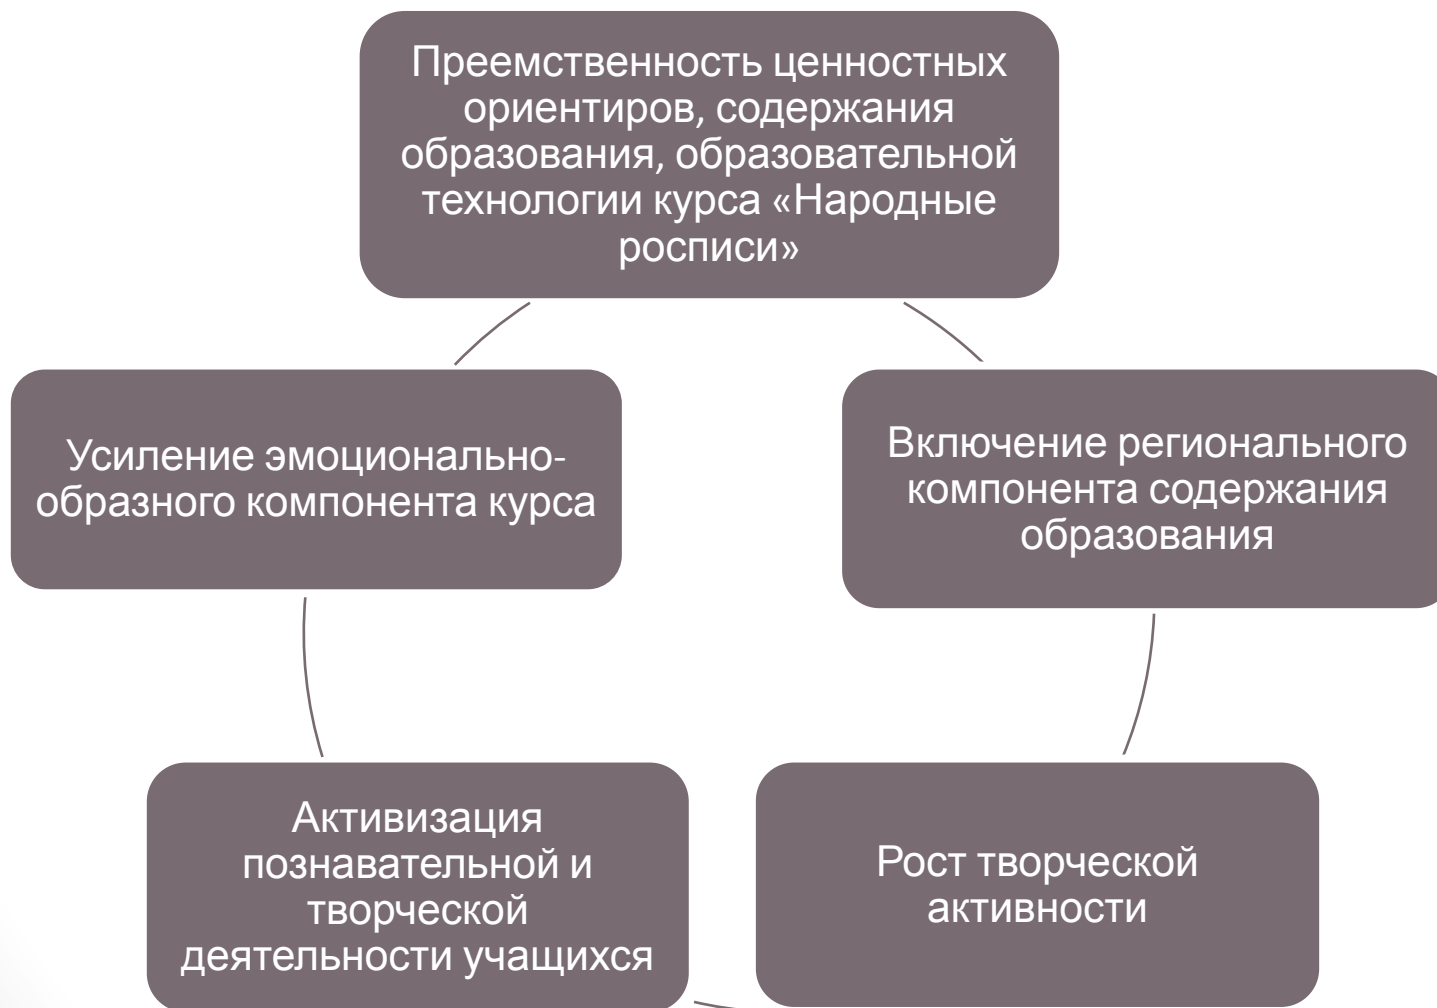 Преемственность ценностных
ориентиров, содержания
образования, образовательной
технологии курса «Народные
росписи»
Усиление эмоционально-
образного компонента курса
Включение регионального
компонента содержания
образования
Активизация
познавательной и
творческой
деятельности учащихся
Рост творческой
активности